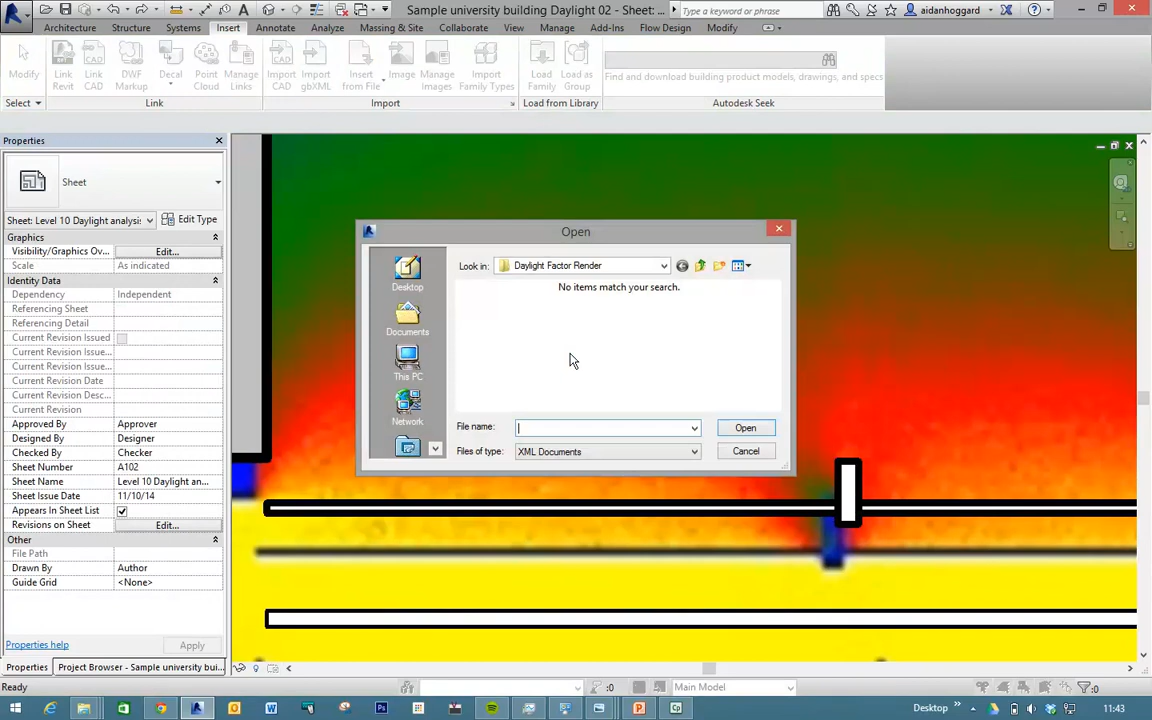 Sample university building Daylight 02 - Sheet: ...
Type a keyword or phrase
aidanhoggard
Architecture Structure Systems Insert Annotate Analyze Massing & Site Collaborate View Manage Add-Ins Flow Design Modify
Modify
Link Revit
Link CAD
DWF Markup
Decal
Point Cloud
Manage Links
Import CAD
Import gbXML
Insert from File
Image
Manage Images
Import Family Types
Load Family
Load as Group
Find and download building product models, drawings, and specs
Select
Link
Import
Load from Library
Autodesk Seek
Properties
Sheet
Sheet: Level 10 Daylight analysis
Edit Type
Graphics
Visibility/Graphics Ov... Edit...
Scale As indicated
Identity Data
Dependency Independent
Referencing Sheet
Referencing Detail
Current Revision Issued
Current Revision Issue...
Current Revision Issue...
Current Revision Date
Current Revision Desc...
Current Revision
Approved By Approver
Designed By Designer
Checked By Checker
Sheet Number A102
Sheet Name Level 10 Daylight an...
Sheet Issue Date 11/10/14
Appears In Sheet List
Revisions on Sheet Edit...
Other
File Path
Drawn By Author
Guide Grid <None>
Properties help
Apply
Properties
Project Browser - Sample university bui...
Open
Look in: Daylight Factor Render
No items match your search.
Desktop
Documents
This PC
Network
File name:
Open
Files of type: XML Documents
Cancel
Ready
:0
Main Model
:0
Desktop
11:43